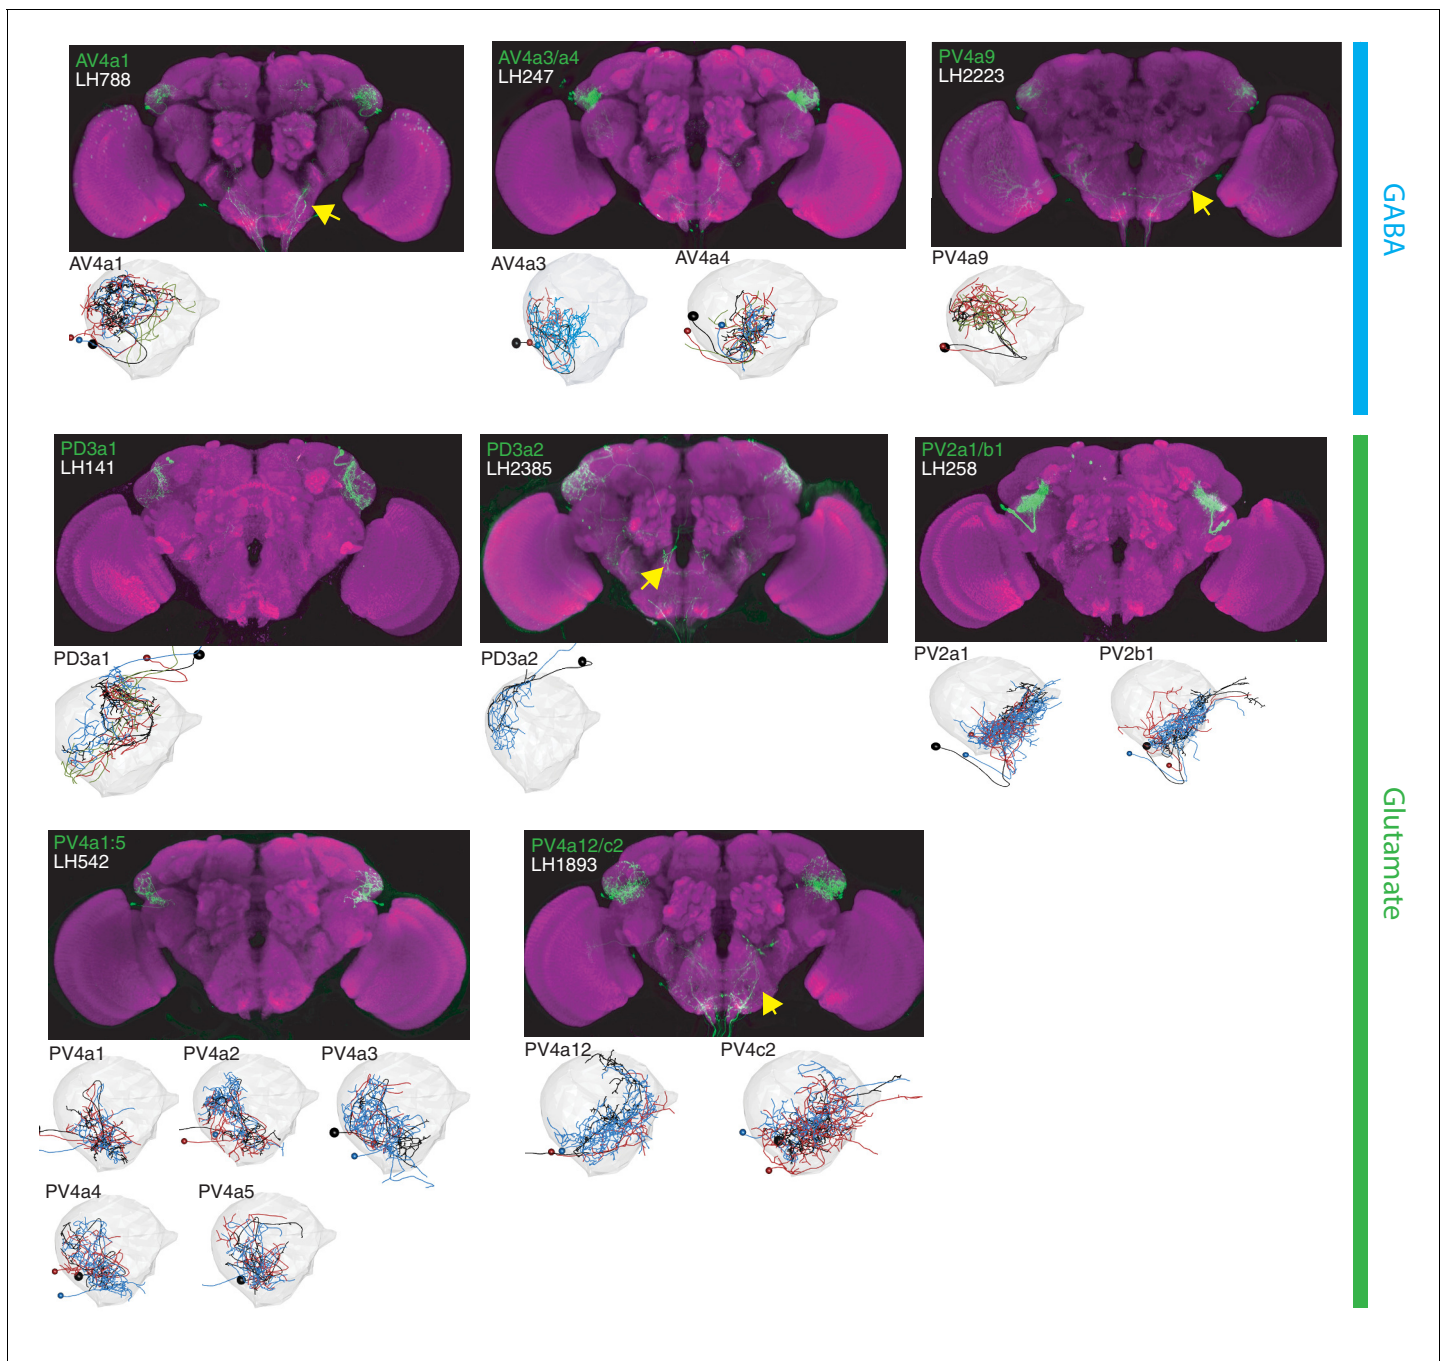 AV4a1
LH788
AV4a3/a4
LH247
PV4a9
LH2223
AV4a1
AV4a3
AV4a4
PV4a9
GABA
PD3a1
LH141
PD3a2
LH2385
PV2a1/b1
LH258
PD3a1
PD3a2
PV2a1
PV2b1
Glutamate
PV4a1:5
LH542
PV4a12/c2
LH1893
PV4a1
PV4a2
PV4a3
PV4a12
PV4c2
PV4a4
PV4a5